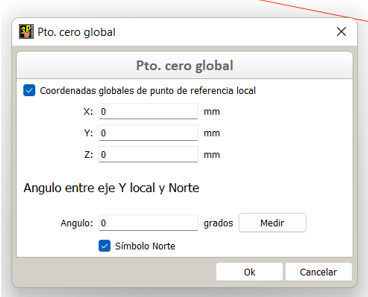 Pto. cero global
Pto. cero global
Coordenadas globales de punto de referencia local
X: 0 mm
Y: 0 mm
Z: 0 mm
Angulo entre eje Y local y Norte
Angulo: 0 grados Medir
Símbolo Norte
Ok Cancelar